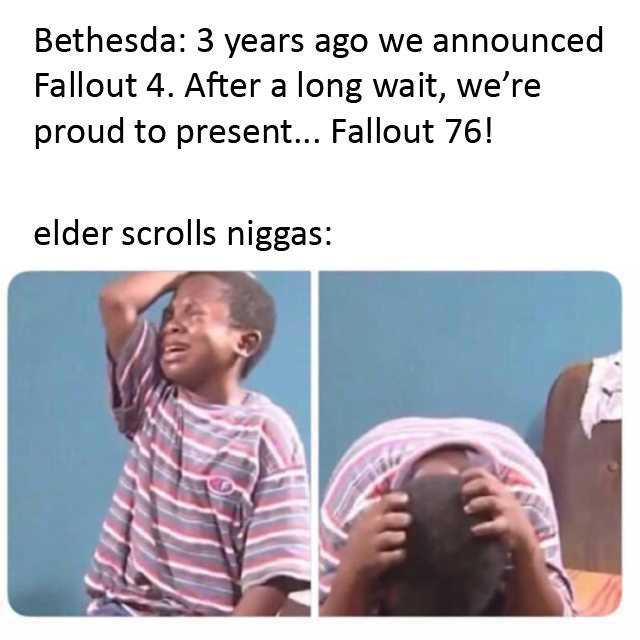 Bethesda: 3 years ago we announced
Fallout 4. After a long wait, we’re
proud to present... Fallout 76!
elder scrolls niggas: